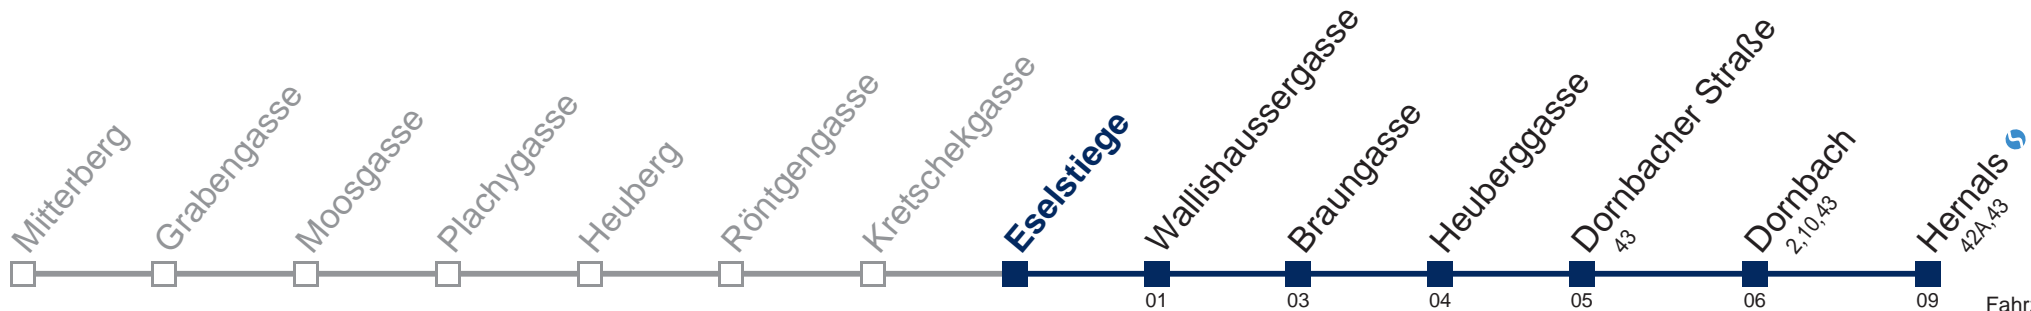 Mitterberg
Grabengasse
Moosgasse
Plachygasse
Heuberg
Röntgengasse
Kretschekgasse
Eselstiege
Wallishaussergasse
Braungasse
Heuberggasse
Dornbacher Straße
43
Dornbach
2,10,43
Hernals
42A,43
01
03
04
05
06
09
Fahr